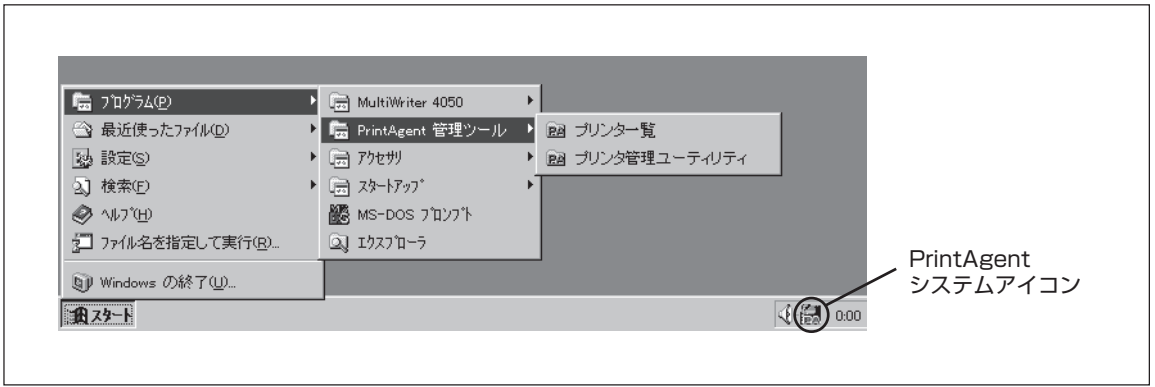 プログラム(P)
最近使ったファイル(D)
設定(S)
検索(F)
ヘルプ(H)
ファイル名を指定して実行(R)...
Windows の終了(U)...
MultiWriter 4050
PrintAgent 管理ツール
アクセサリ
スタートアップ
MS-DOS プロンプト
エクスプローラ
プリンター覧
プリンタ管理ユーティリティ
スタート
0:00
PrintAgent
システムアイコン